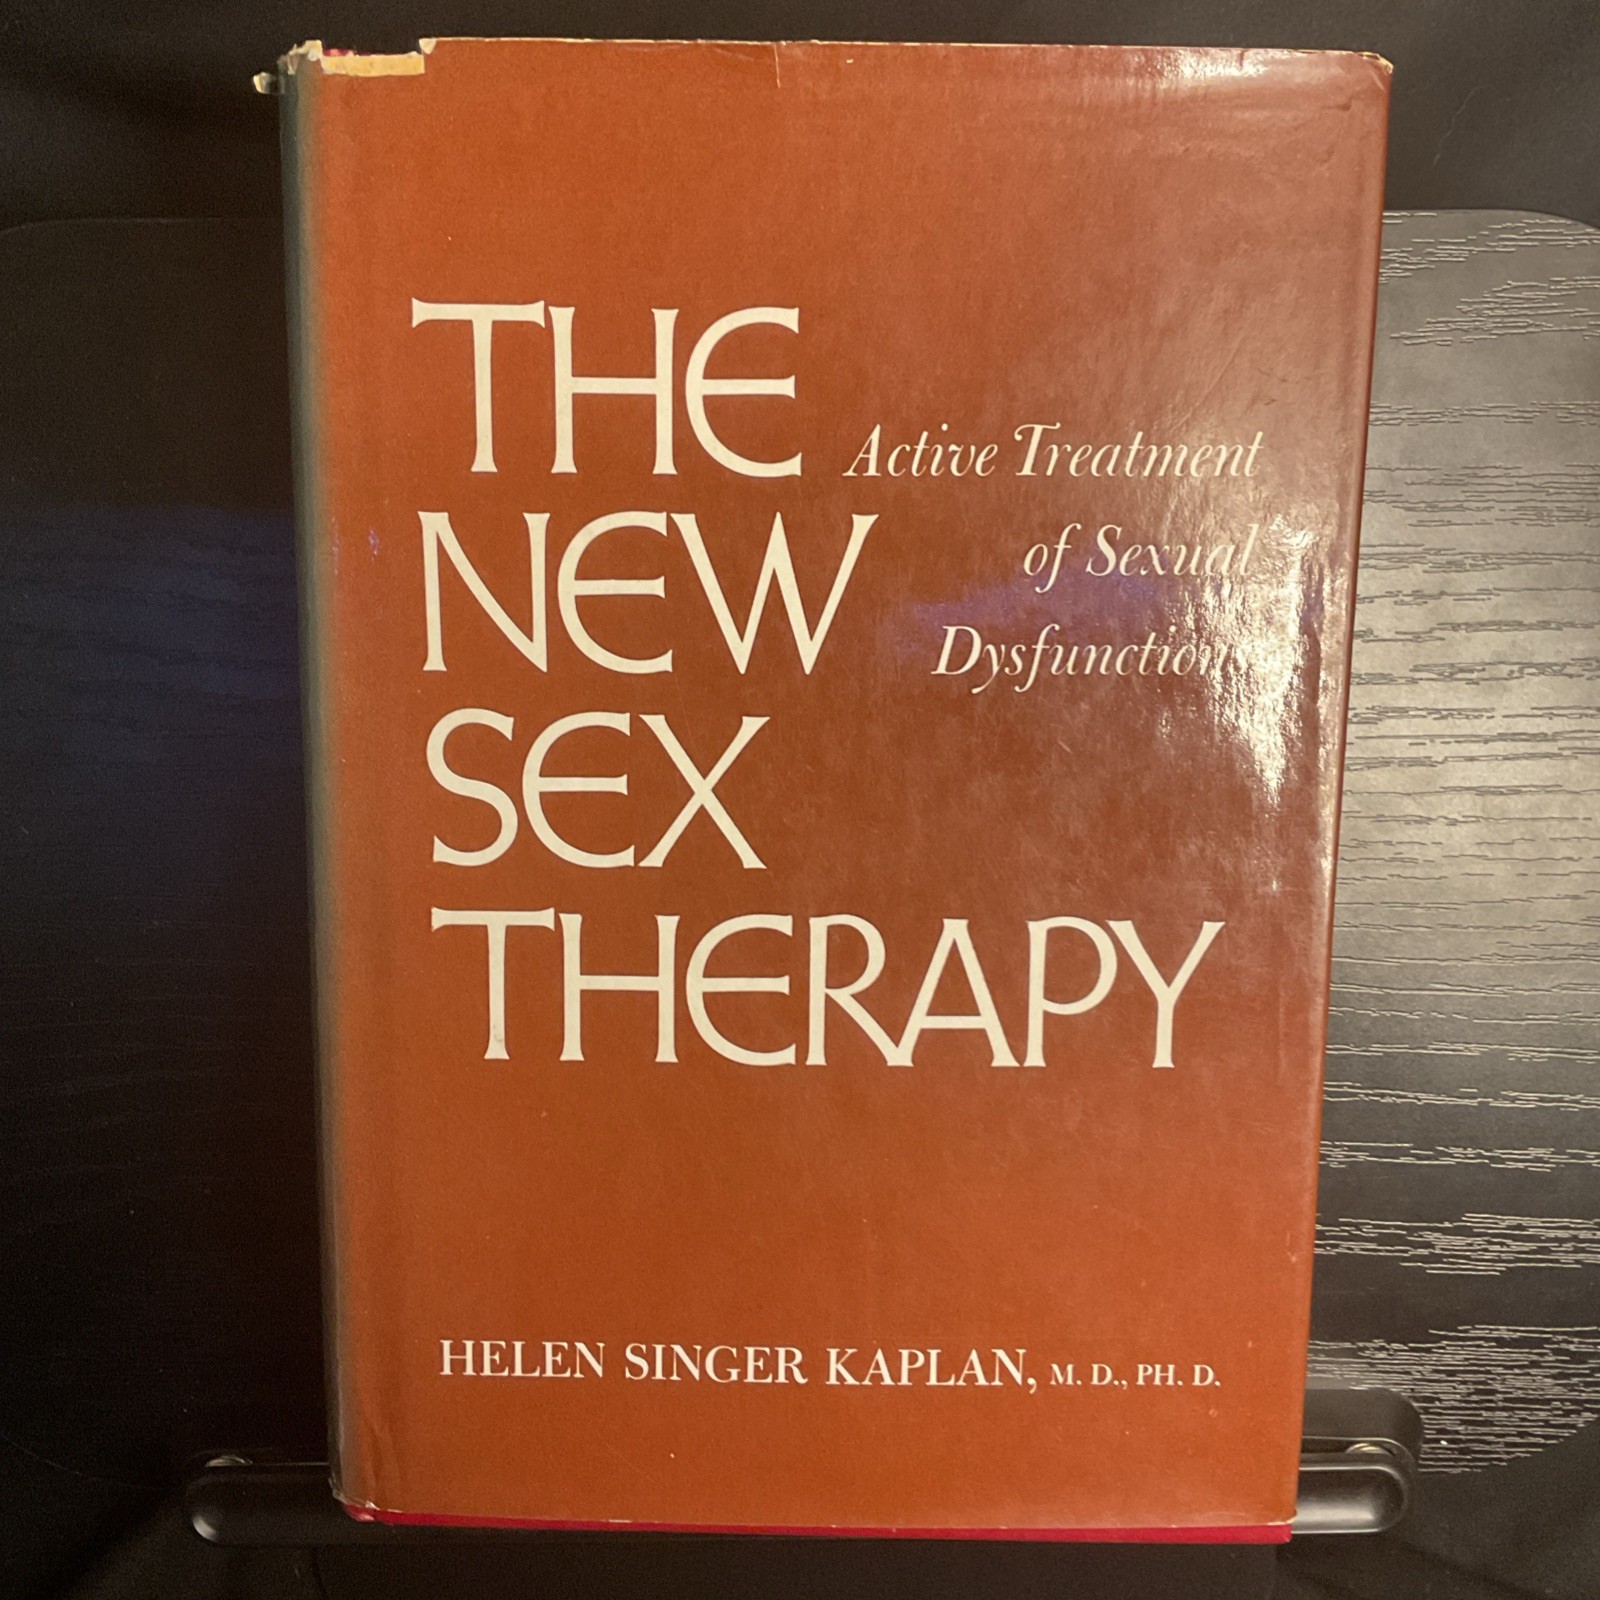 THE
NEW
SEX
THERAPY
Active Treatment
of Sexual
Dysfunctions
HELEN SINGER KAPLAN, M. D., PH. D.